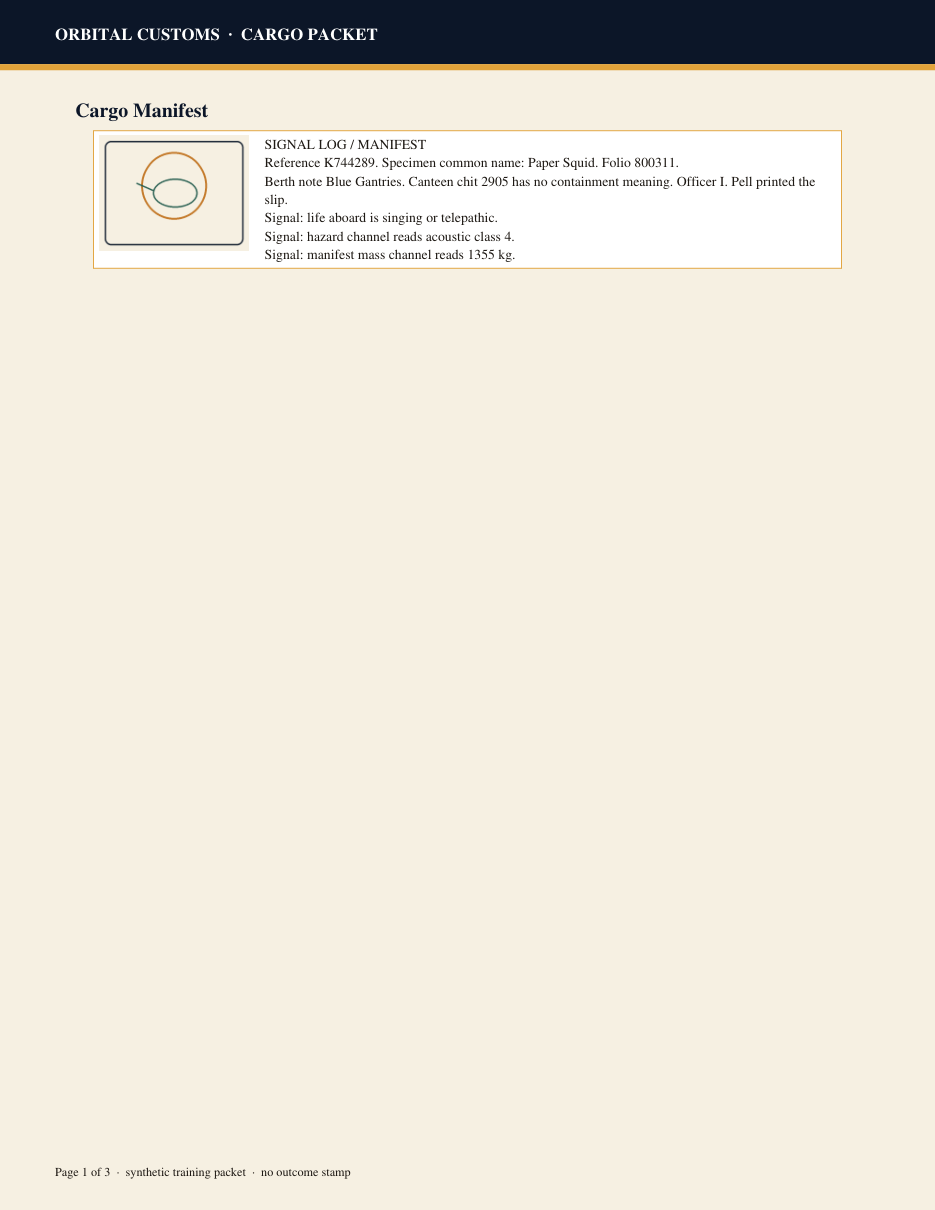 ORBITAL CUSTOMS · CARGO PACKET
Cargo Manifest
SIGNAL LOG / MANIFEST
Reference K744289. Specimen common name: Paper Squid. Folio 800311.
Berth note Blue Gantries. Canteen chit 2905 has no containment meaning. Officer I. Pell printed the
slip.
Signal: life aboard is singing or telepathic.
Signal: hazard channel reads acoustic class 4.
Signal: manifest mass channel reads 1355 kg.
Page 1 of 3 · synthetic training packet · no outcome stamp